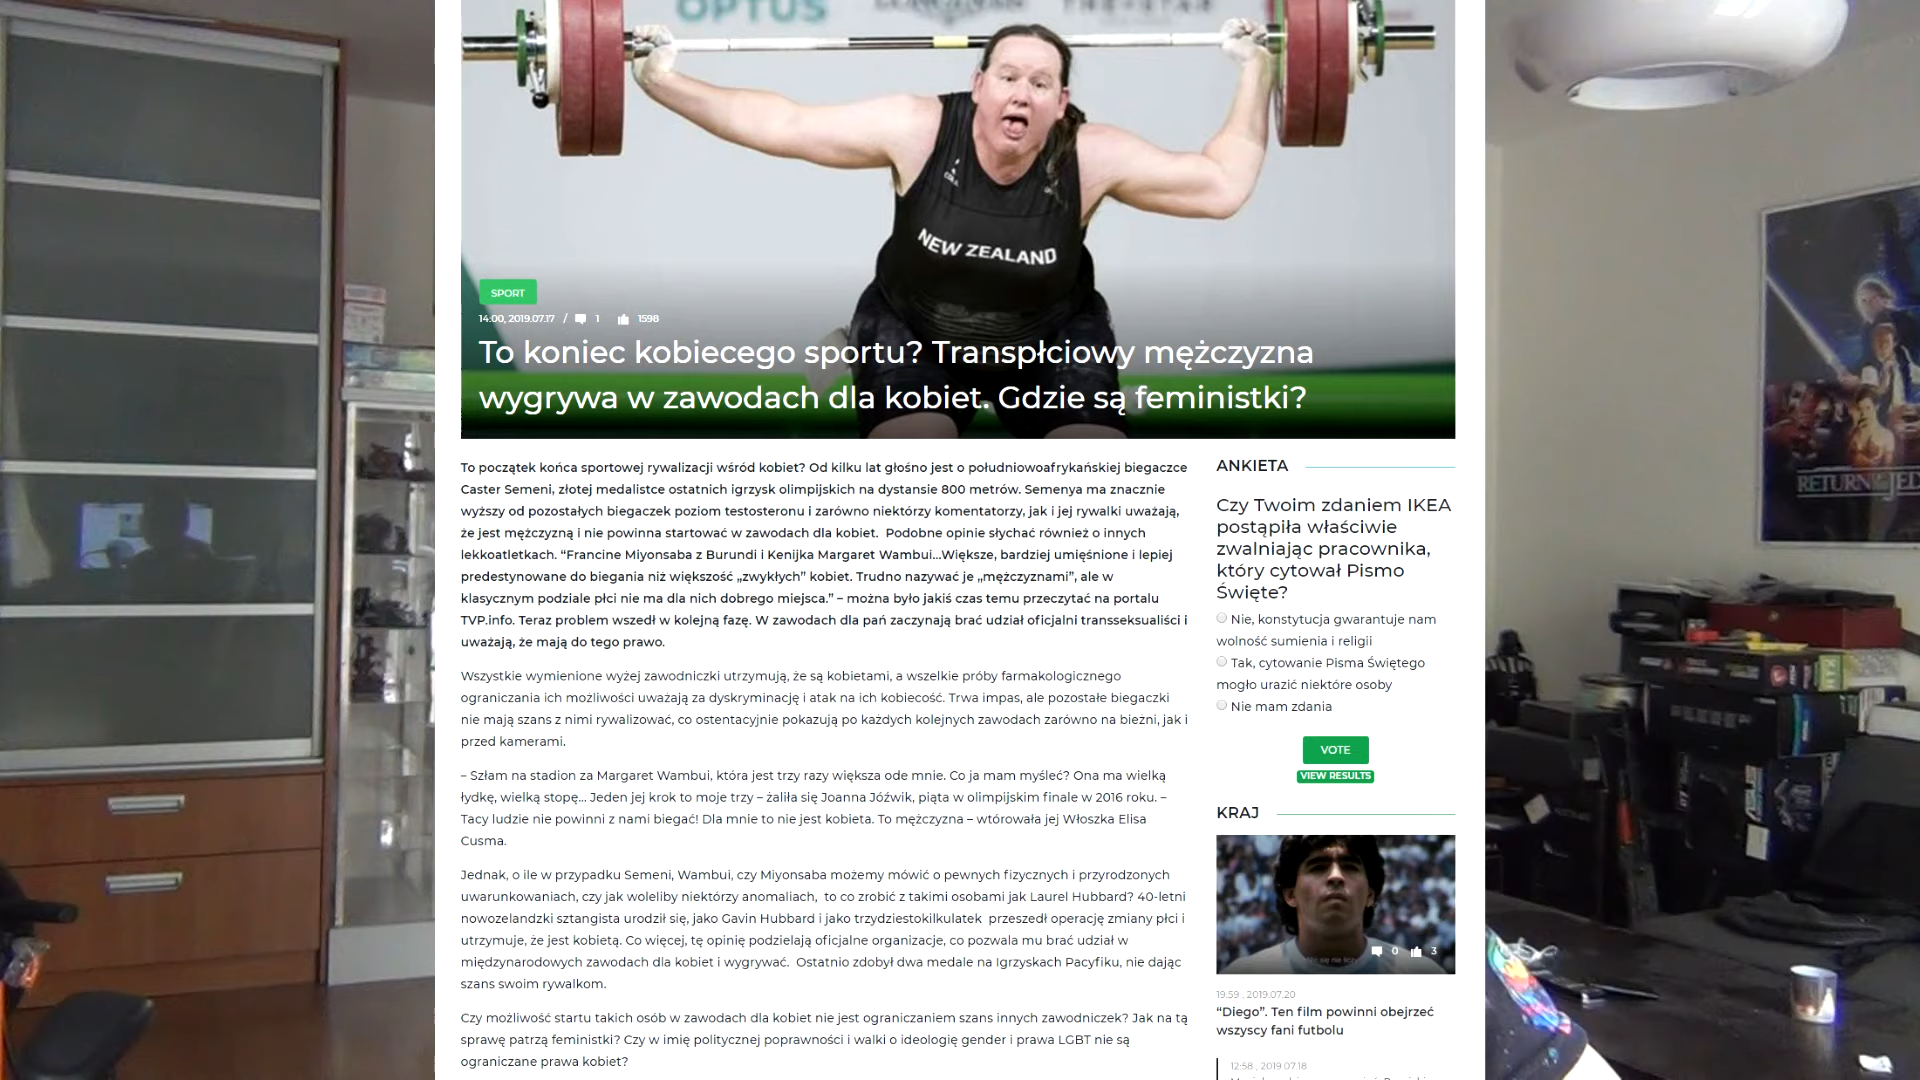 OPTUS
THE STAR
NEW ZEALAND
SPORT
14:00, 2019.07.17 / 1 1598
To koniec kobiecego sportu? Transpłciowy mężczyzna
wygrywa w zawodach dla kobiet. Gdzie są feministki?
To początek końca sportowej rywalizacji wśród kobiet? Od kilku lat głośno jest o południowoafrykańskiej biegaczce
Caster Semeni, złotej medalistce ostatnich igrzysk olimpijskich na dystansie 800 metrów. Semenya ma znacznie
wyższy od pozostałych biegaczek poziom testosteronu i zarówno niektórzy komentatorzy, jak i jej rywalki uważają,
że jest mężczyzną i nie powinna startować w zawodach dla kobiet. Podobne opinie słychać również o innych
lekkoatletkach. “Francine Miyonsaba z Burundi i Kenijka Margaret Wambui…Większe, bardziej umięśnione i lepiej
predestynowane do biegania niż większość „zwykłych” kobiet. Trudno nazywać je „mężczyznami”, ale w
klasycznym podziale płci nie ma dla nich dobrego miejsca.” – można było jakiś czas temu przeczytać na portalu
TVP.info. Teraz problem wszedł w kolejną fazę. W zawodach dla pań zaczynają brać udział oficjalni transseksualiści i
uważają, że mają do tego prawo.
Wszystkie wymienione wyżej zawodniczki utrzymują, że są kobietami, a wszelkie próby farmakologicznego
ograniczania ich możliwości uważają za dyskryminację i atak na ich kobiecość. Trwa impas, ale pozostałe biegaczki
nie mają szans z nimi rywalizować, co ostentacyjnie pokazują po każdych kolejnych zawodach zarówno na bieżni, jak i
przed kamerami.
– Szłam na stadion za Margaret Wambui, która jest trzy razy większa ode mnie. Co ja mam myśleć? Ona ma wielką
łydkę, wielką stopę… Jeden jej krok to moje trzy – żaliła się Joanna Jóźwik, piąta w olimpijskim finale w 2016 roku. –
Tacy ludzie nie powinni z nami biegać! Dla mnie to nie jest kobieta. To mężczyzna – wtórowała jej Włoszka Elisa
Cusma.
Jednak, o ile w przypadku Semeni, Wambui, czy Miyonsaba możemy mówić o pewnych fizycznych i przyrodzonych
uwarunkowaniach, czy jak woleliby niektórzy anomaliach, to co zrobić z takimi osobami jak Laurel Hubbard? 40-letni
nowozelandzki sztangista urodził się, jako Gavin Hubbard i jako trzydziestokilkulatek przeszedł operację zmiany płci i
utrzymuje, że jest kobietą. Co więcej, tę opinię podzielają oficjalne organizacje, co pozwala mu brać udział w
międzynarodowych zawodach dla kobiet i wygrywać. Ostatnio zdobył dwa medale na Igrzyskach Pacyfiku, nie dając
szans swoim rywalkom.
Czy możliwość startu takich osób w zawodach dla kobiet nie jest ograniczaniem szans innych zawodniczek? Jak na tą
sprawę patrzą feministki? Czy w imię politycznej poprawności i walki o ideologię gender i prawa LGBT nie są
ograniczane prawa kobiet?
ANKIETA
Czy Twoim zdaniem IKEA
postąpiła właściwie
zwalniając pracownika,
który cytował Pismo
Święte?
Nie, konstytucja gwarantuje nam
wolność sumienia i religii
Tak, cytowanie Pisma Świętego
mogło urazić niektóre osoby
Nie mam zdania
VOTE
VIEW RESULTS
KRAJ
0 3
19:59 , 2019.07.20
“Diego”. Ten film powinni obejrzeć
wszyscy fani futbolu
12:58 , 2019.07.18
RETURN OF THE JED